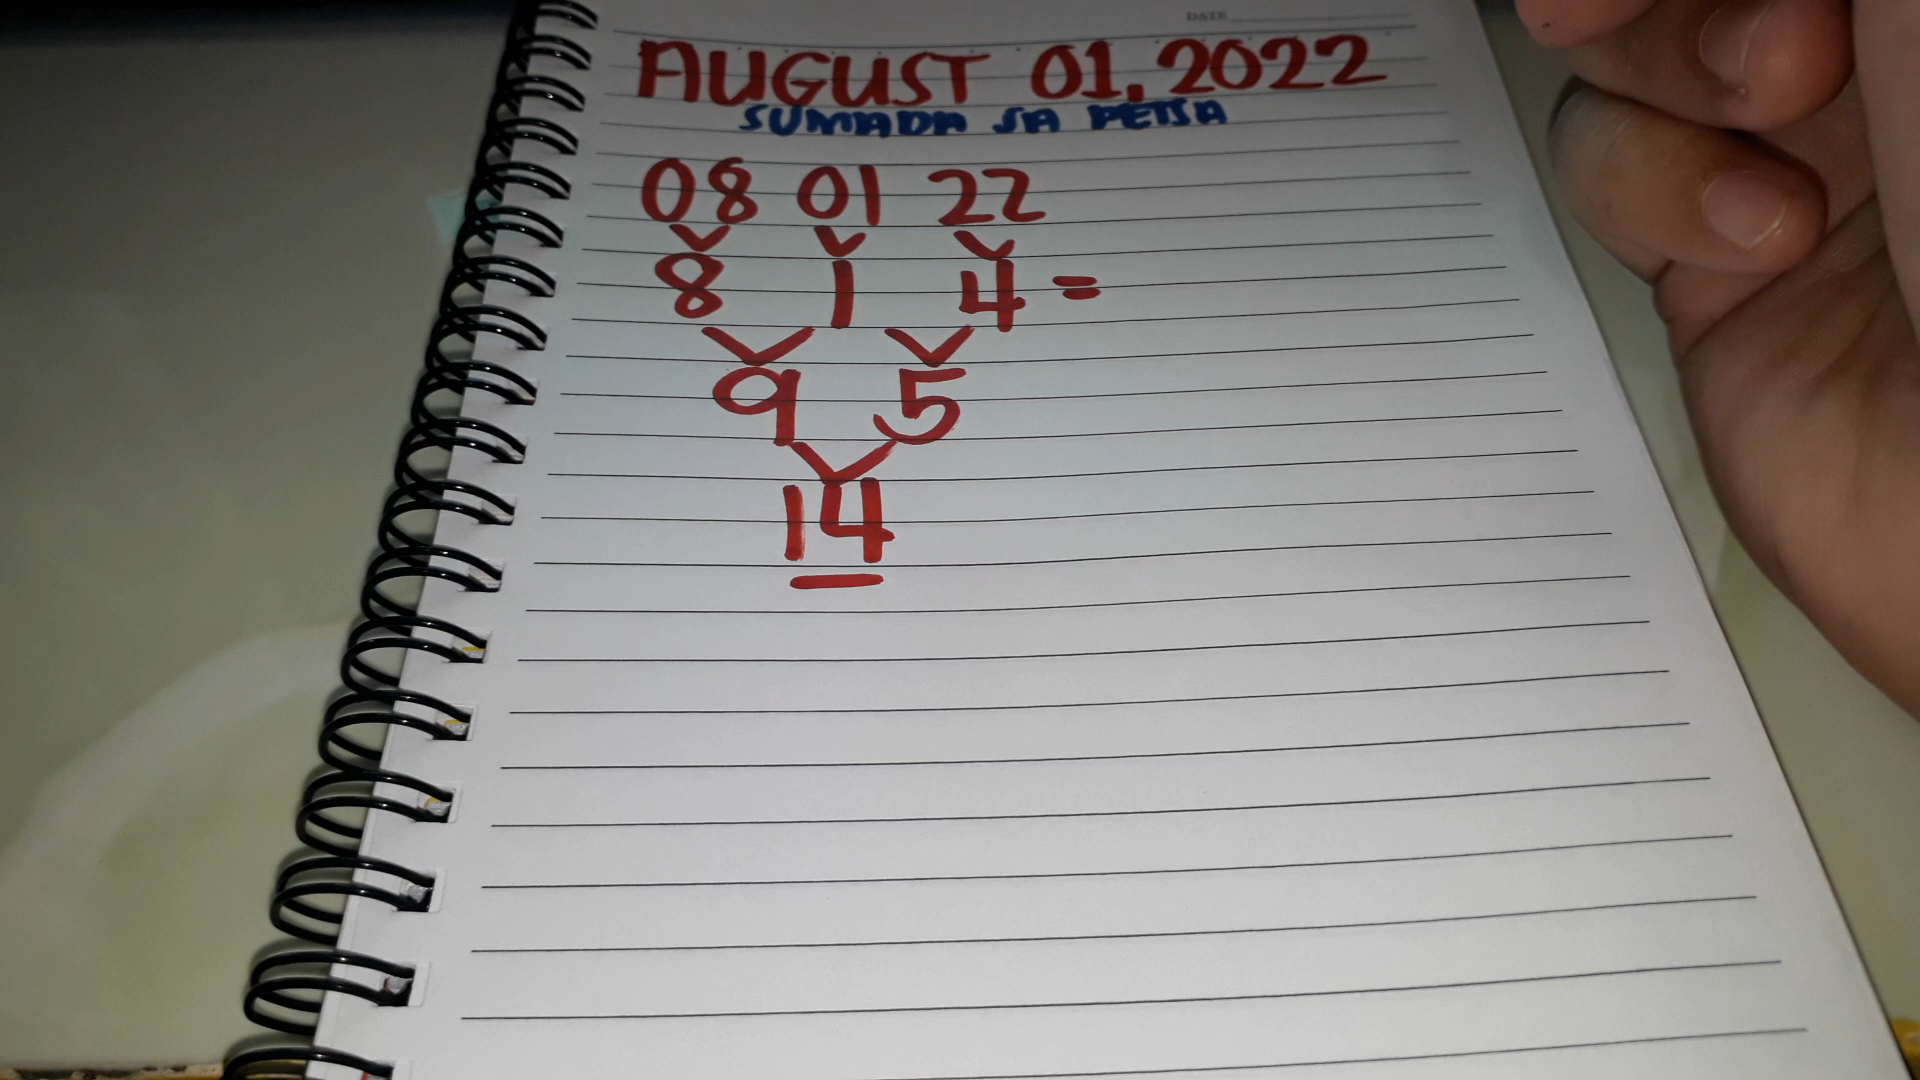 DATE
AUGUST 01, 2022
SUMADA SA PETSA
08 01 22
8 1 4 =
9 5
14